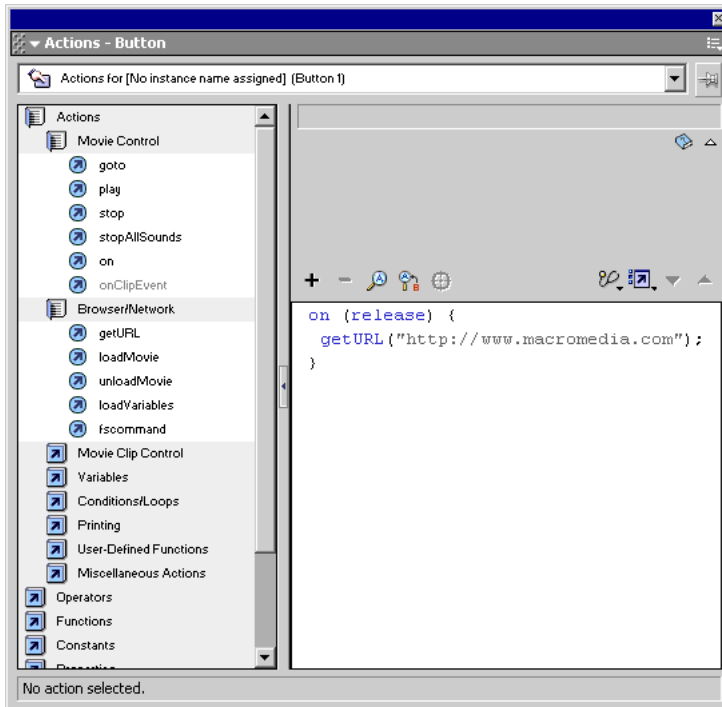 Actions - Button
Actions for [No instance name assigned] (Button 1)
Actions
Movie Control
goto
play
stop
stopAllSounds
on
onClipEvent
Browser/Network
getURL
loadMovie
unloadMovie
loadVariables
fscommand
Movie Clip Control
Variables
Conditions/Loops
Printing
User-Defined Functions
Miscellaneous Actions
Operators
Functions
Constants
on (release) {
getURL("http://www.macromedia.com");
}
No action selected.